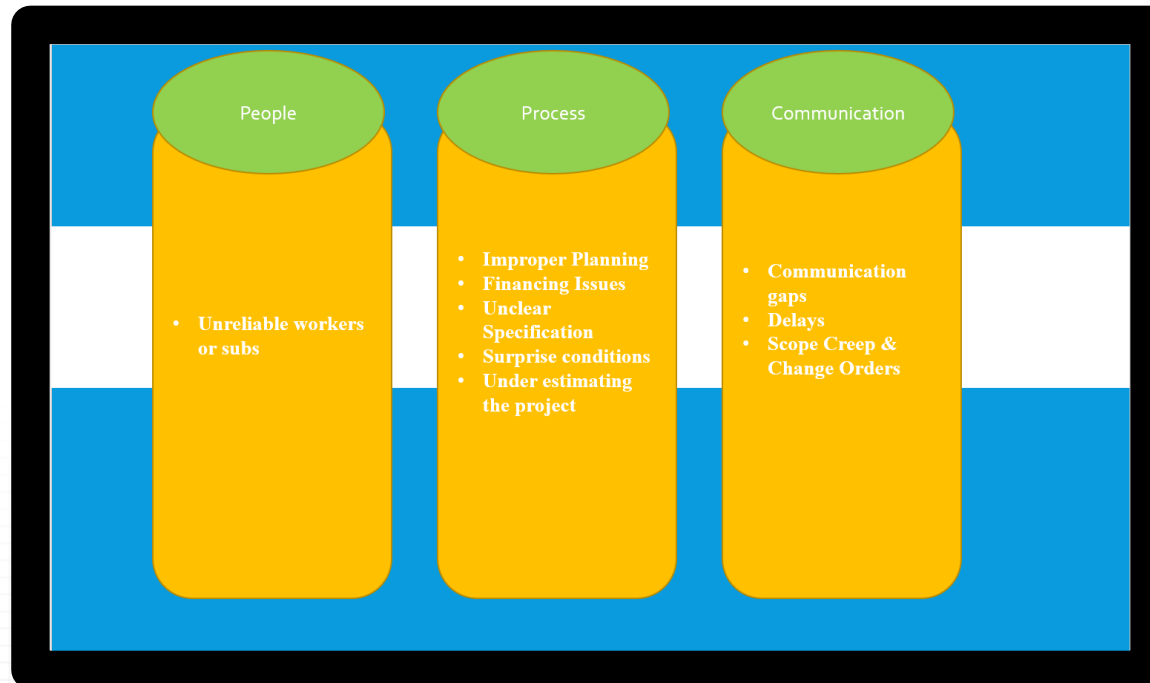 People
• Unreliable workers
or subs
Process
• Improper Planning
• Financing Issues
• Unclear
Specification
• Surprise conditions
• Under estimating
the project
Communication
• Communication
gaps
• Delays
• Scope Creep &
Change Orders